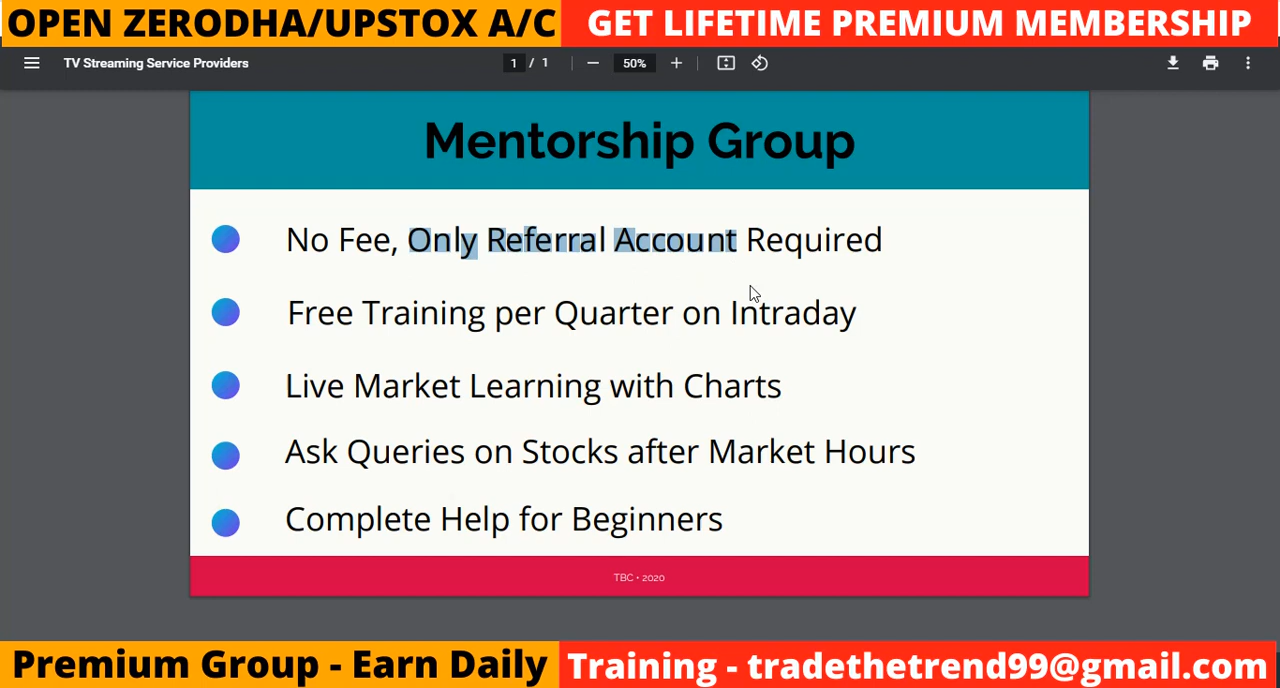 OPEN ZERODHA/UPSTOX A/C GET LIFETIME PREMIUM MEMBERSHIP
TV Streaming Service Providers 1 / 1 50%
Mentorship Group
No Fee, Only Referral Account Required
Free Training per Quarter on Intraday
Live Market Learning with Charts
Ask Queries on Stocks after Market Hours
Complete Help for Beginners
TBC • 2020
Premium Group - Earn Daily Training - tradethetrend99@gmail.com